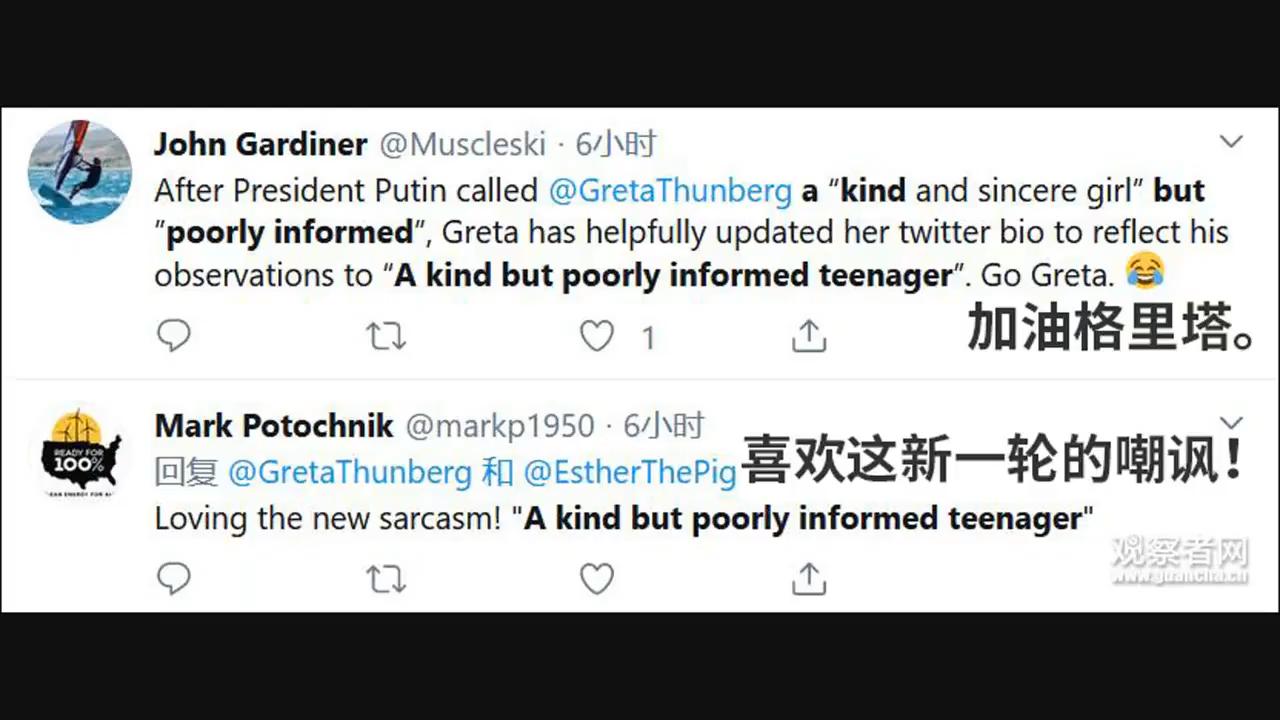 John Gardiner @Muscleski · 6小时
After President Putin called @GretaThunberg a “kind and sincere girl” but
“poorly informed”, Greta has helpfully updated her twitter bio to reflect his
observations to “A kind but poorly informed teenager”. Go Greta. 😂
1
加油格里塔。
Mark Potochnik @markp1950 · 6小时
READY FOR
100%
回复 @GretaThunberg 和 @EstherThePig
喜欢这新一轮的嘲讽！
Loving the new sarcasm! "A kind but poorly informed teenager"
观察者网
www.guancha.cn